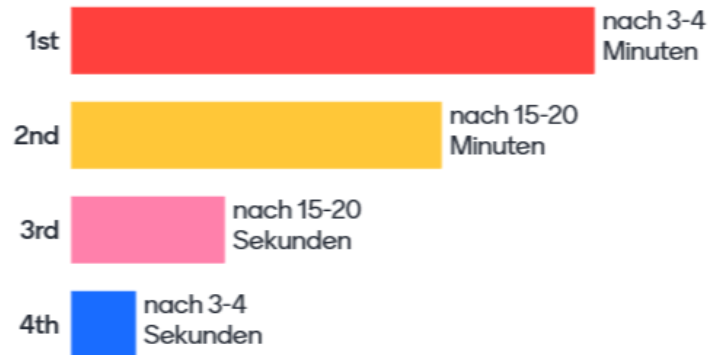 1st
nach 3-4
Minuten
2nd
nach 15-20
Minuten
3rd
nach 15-20
Sekunden
4th
nach 3-4
Sekunden